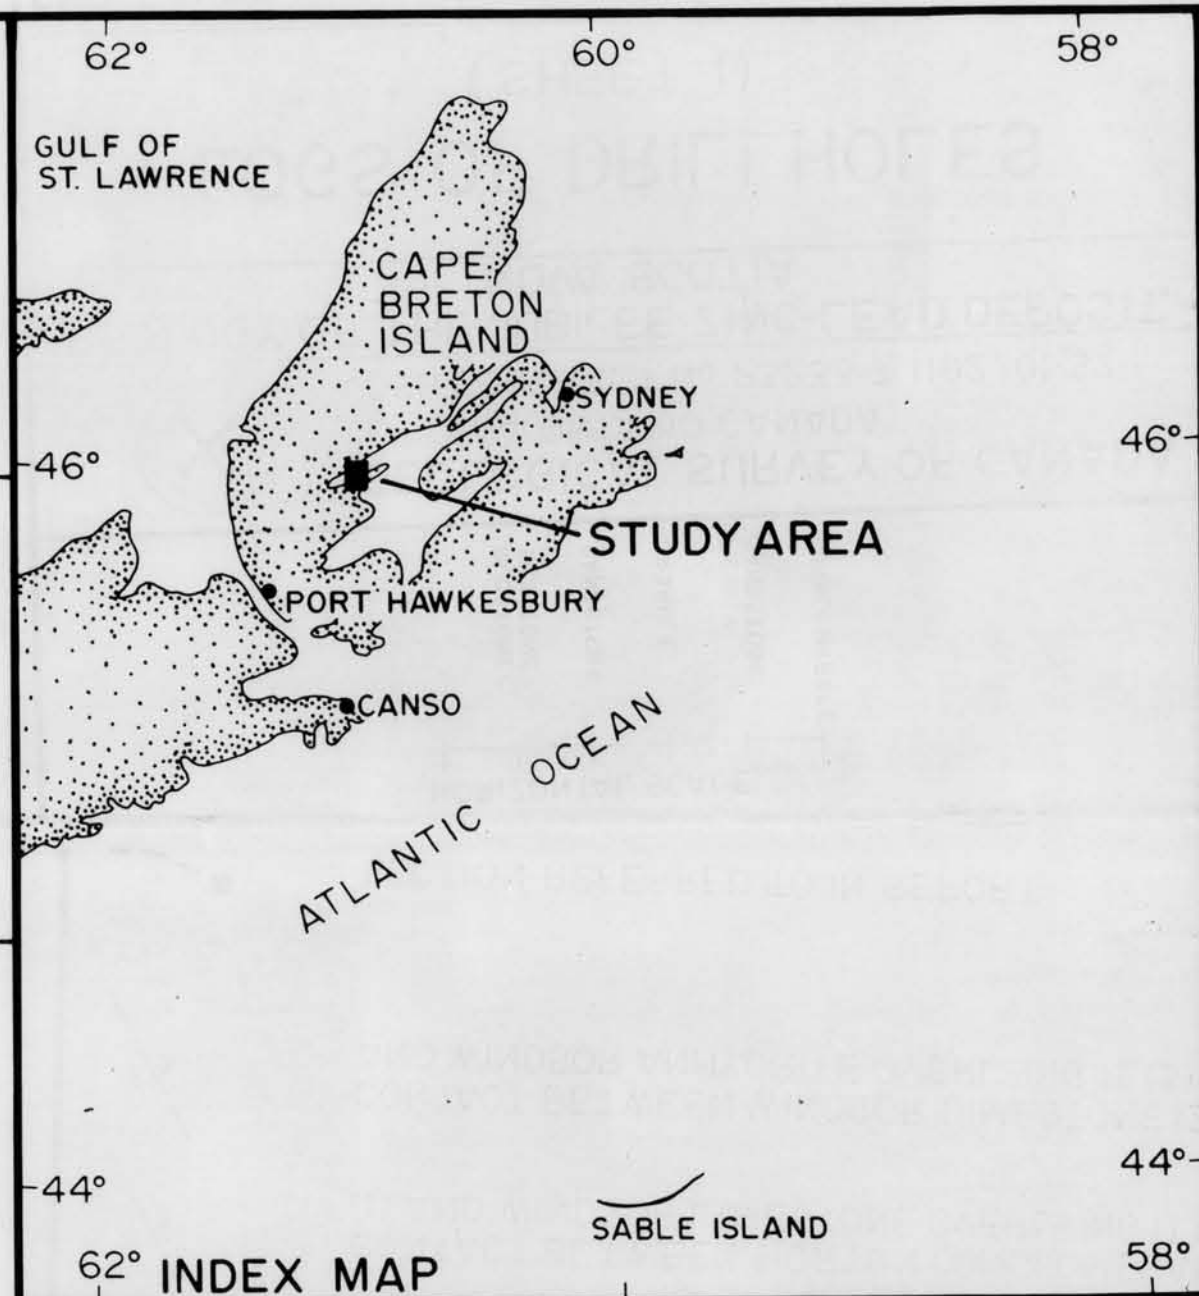 62°
60°
58°
GULF OF
ST. LAWRENCE
CAPE
BRETON
ISLAND
SYDNEY
46°
46°
STUDY AREA
PORT HAWKESBURY
CANSO
ATLANTIC OCEAN
44°
44°
SABLE ISLAND
62°
INDEX MAP
58°